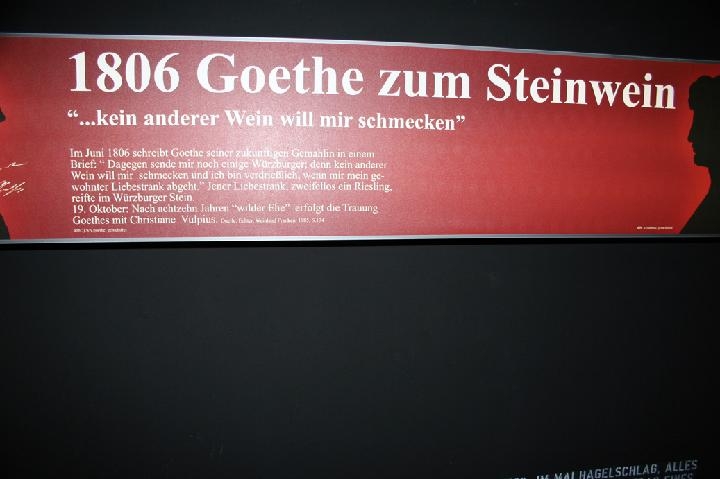 1806 Goethe zum Steinwein
“...kein anderer Wein will mir schmecken”
Im Juni 1806 schreibt Goethe seiner zukünftigen Gemahlin in einem
Brief: “ Dagegen sende mir noch einige Würzburger; denn kein anderer
Wein will mir schmecken und ich bin verdrießlich, wenn mir mein ge-
wohnter Liebestrank abgeht.” Jener Liebestrank, zweifellos ein Riesling,
reifte im Würzburger Stein.
19. Oktober: Nach achtzehn Jahren “wilder Ehe” erfolgt die Trauung
Goethes mit Christiane Vulpius.
IM MAI HAGELSCHLAG, ALLES